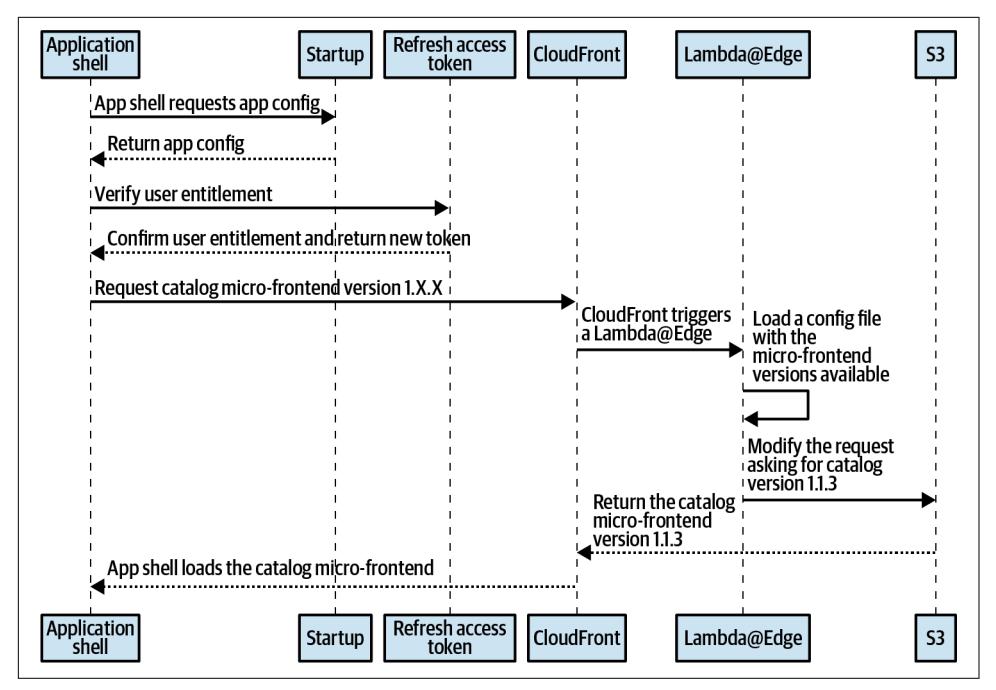 Application
shell
Startup
Refresh access
token
CloudFront
Lambda@Edge
S3
App shell requests app config
Return app config
Verify user entitlement
Confirm user entitlement and return new token
Request catalog micro-frontend version 1.X.X
CloudFront triggers
a Lambda@Edge
Load a config file
with the
micro-frontend
versions available
Modify the request
asking for catalog
version 1.1.3
Return the catalog
micro-frontend
version 1.1.3
App shell loads the catalog micro-frontend
Application
shell
Startup
Refresh access
token
CloudFront
Lambda@Edge
S3